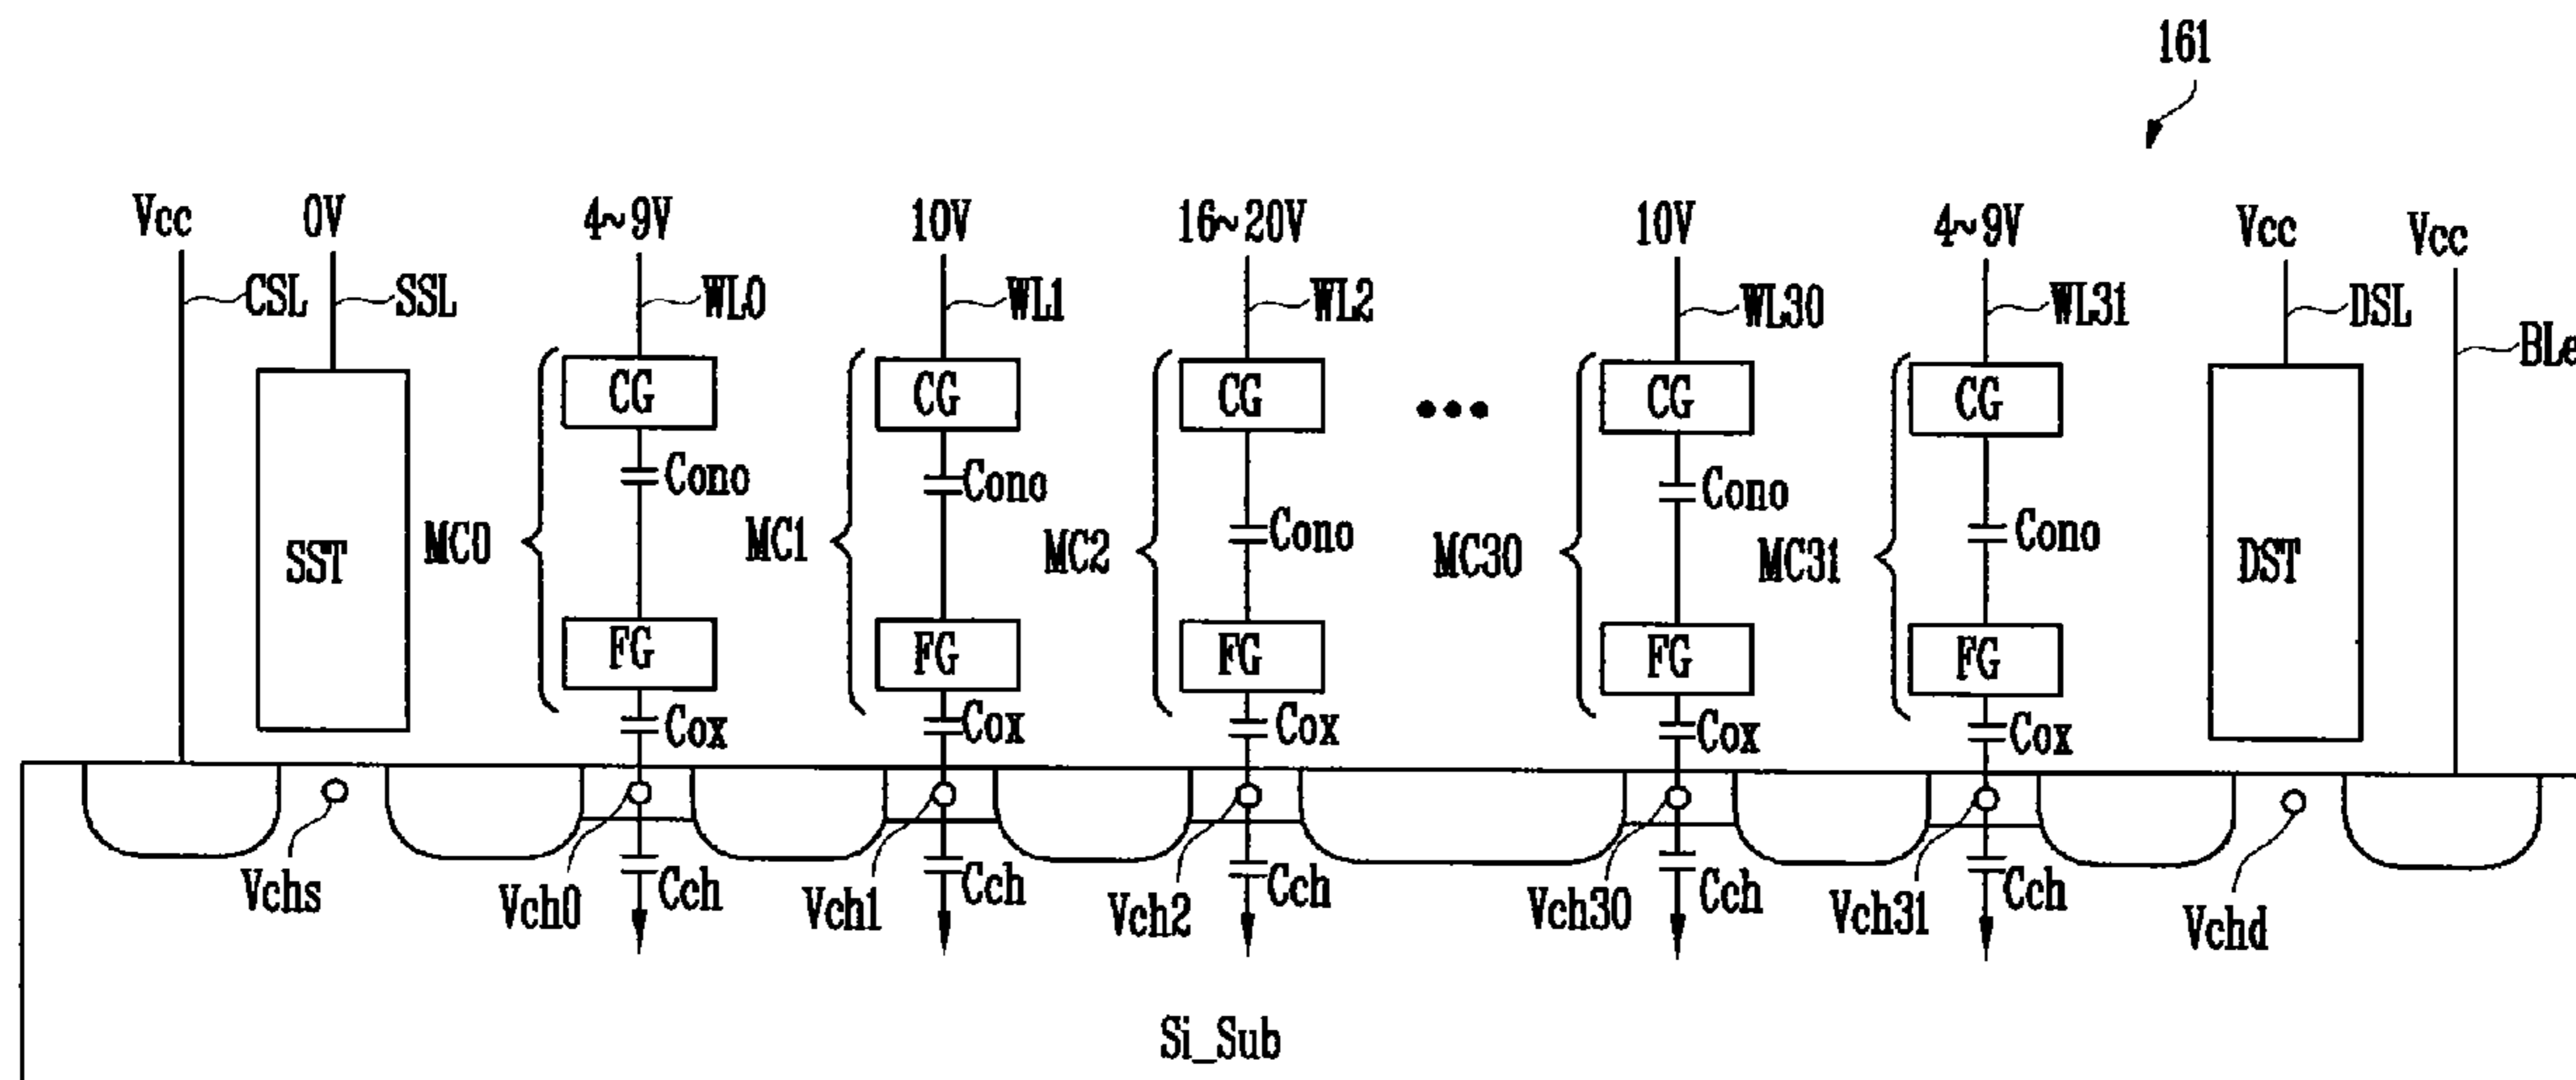 161
Vcc 0V 4~9V 10V 16~20V 10V 4~9V Vcc Vcc
CSL SSL WL0 WL1 WL2 WL30 WL31 DSL BLe
CG CG CG CG CG
Cono Cono Cono Cono Cono
SST MC0 MC1 MC2 MC30 MC31 DST
FG FG FG FG FG
Cox Cox Cox Cox Cox
Vchs Vch0 Cch Vch1 Cch Vch2 Cch Vch30 Cch Vch31 Cch Vchd
Si_Sub